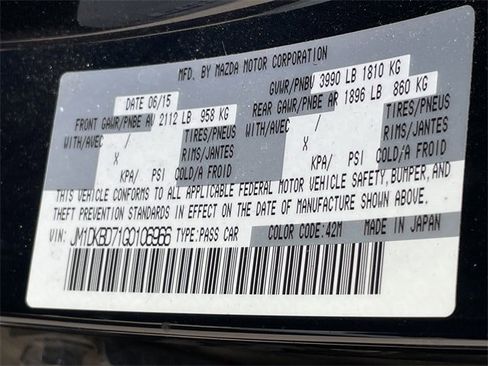 MFD. BY MAZDA MOTOR CORPORATION
DATE 06/15 GVWR/PNBV 3990 LB 1810 KG
FRONT GAWR/PNBE AV 2112 LB 958 KG REAR GAWR/PNBE AR 1896 LB 860 KG
WITH/AVEC / TIRES/PNEUS WITH/AVEC / TIRES/PNEUS
X RIMS/JANTES X RIMS/JANTES
KPA/ PSI COLD/A FROID KPA/ PSI COLD/A FROID
THIS VEHICLE CONFORMS TO ALL APPLICABLE FEDERAL MOTOR VEHICLE SAFETY, BUMPER, AND
THEFT PREVENTION STANDARDS IN EFFECT ON THE DATE OF MANUFACTURE SHOWN ABOVE.
VIN: JM1DKBD71G0106966 TYPE:PASS CAR COLOR CODE:42M MADE IN JAPAN